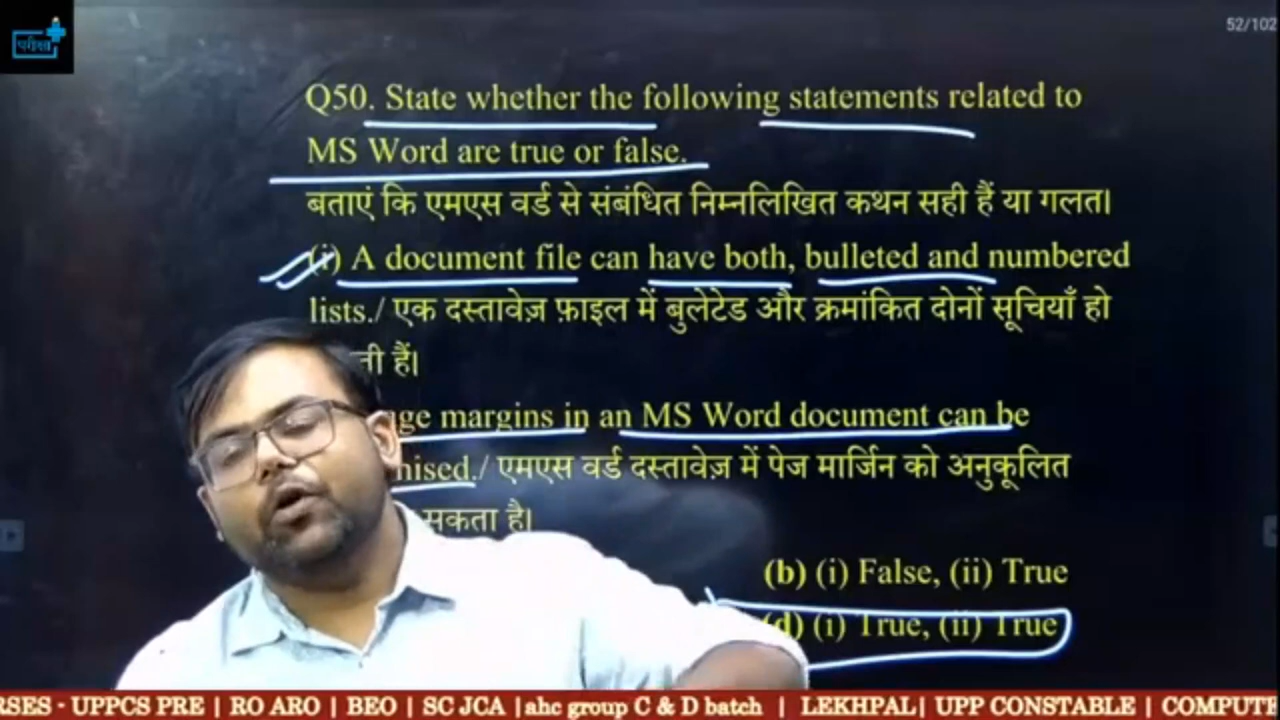 परीक्षा
52/102
Q50. State whether the following statements related to
MS Word are true or false.
बताएं कि एमएस वर्ड से संबंधित निम्नलिखित कथन सही हैं या गलत।
(i) A document file can have both, bulleted and numbered
lists./ एक दस्तावेज़ फ़ाइल में बुलेटेड और क्रमांकित दोनों सूचियाँ हो
हैं।
margins in an MS Word document can be
एमएस वर्ड दस्तावेज़ में पेज मार्जिन को अनुकूलित
सकता है।
(b) (i) False, (ii) True
(d) (i) True, (ii) True
RSES - UPPCS PRE | RO ARO | BEO | SC JCA |ahc group C & D batch | LEKHPAL| UPP CONSTABLE | COMPUTE